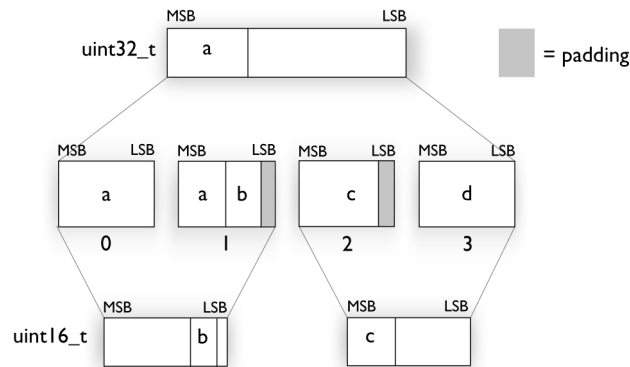 MSB LSB
uint32_t a = padding
MSB LSB MSB LSB MSB LSB MSB LSB
a a b c d
0 1 2 3
MSB LSB MSB LSB
uint16_t b c